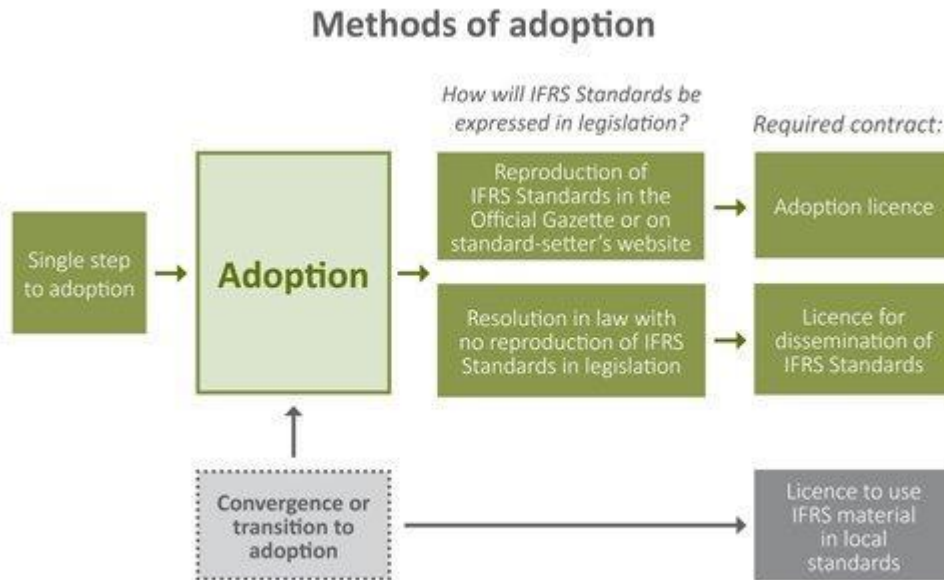 Methods of adoption
How will IFRS Standards be
expressed in legislation?
Required contract:
Single step
to adoption
Adoption
Reproduction of
IFRS Standards in the
Official Gazette or on
standard-setter's website
Adoption licence
Resolution in law with
no reproduction of IFRS
Standards in legislation
Licence for
dissemination of
IFRS Standards
Convergence or
transition to
adoption
Licence to use
IFRS material
in local
standards